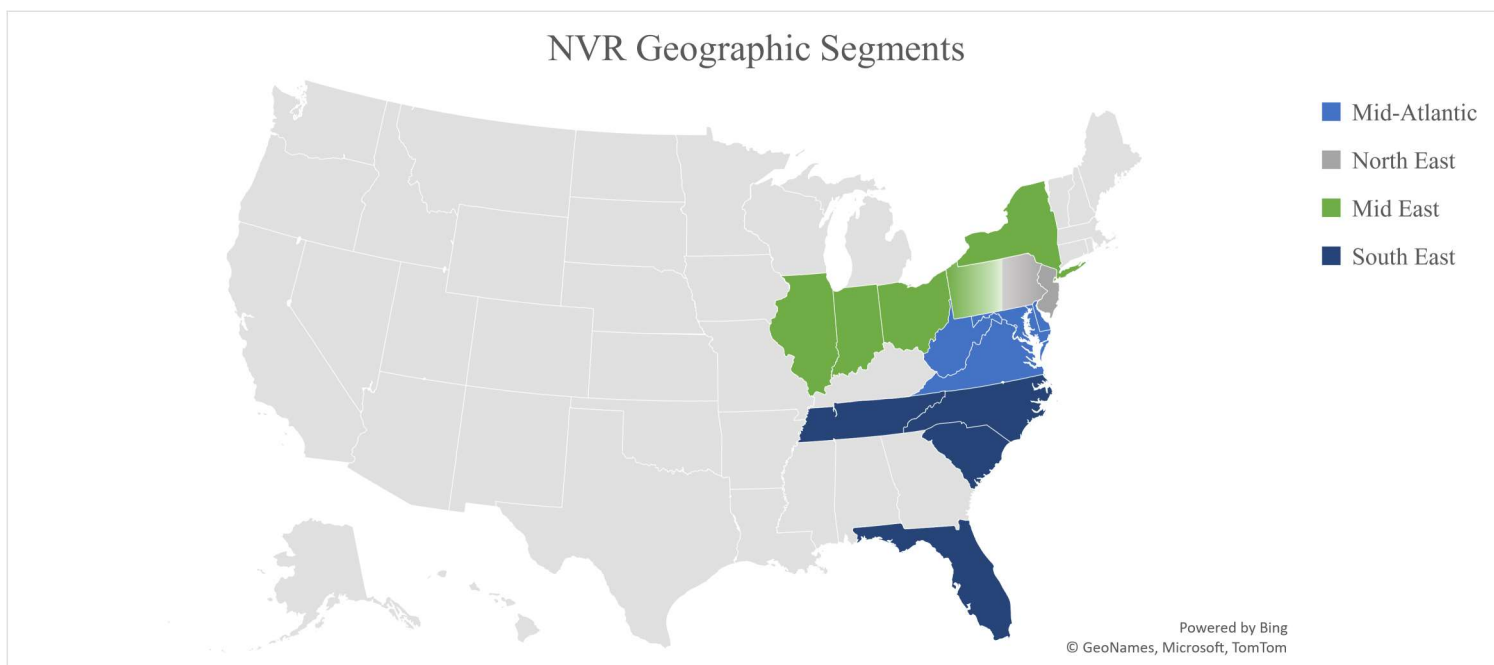 NVR Geographic Segments
Mid-Atlantic
North East
Mid East
South East
Powered by Bing
© GeoNames, Microsoft, TomTom